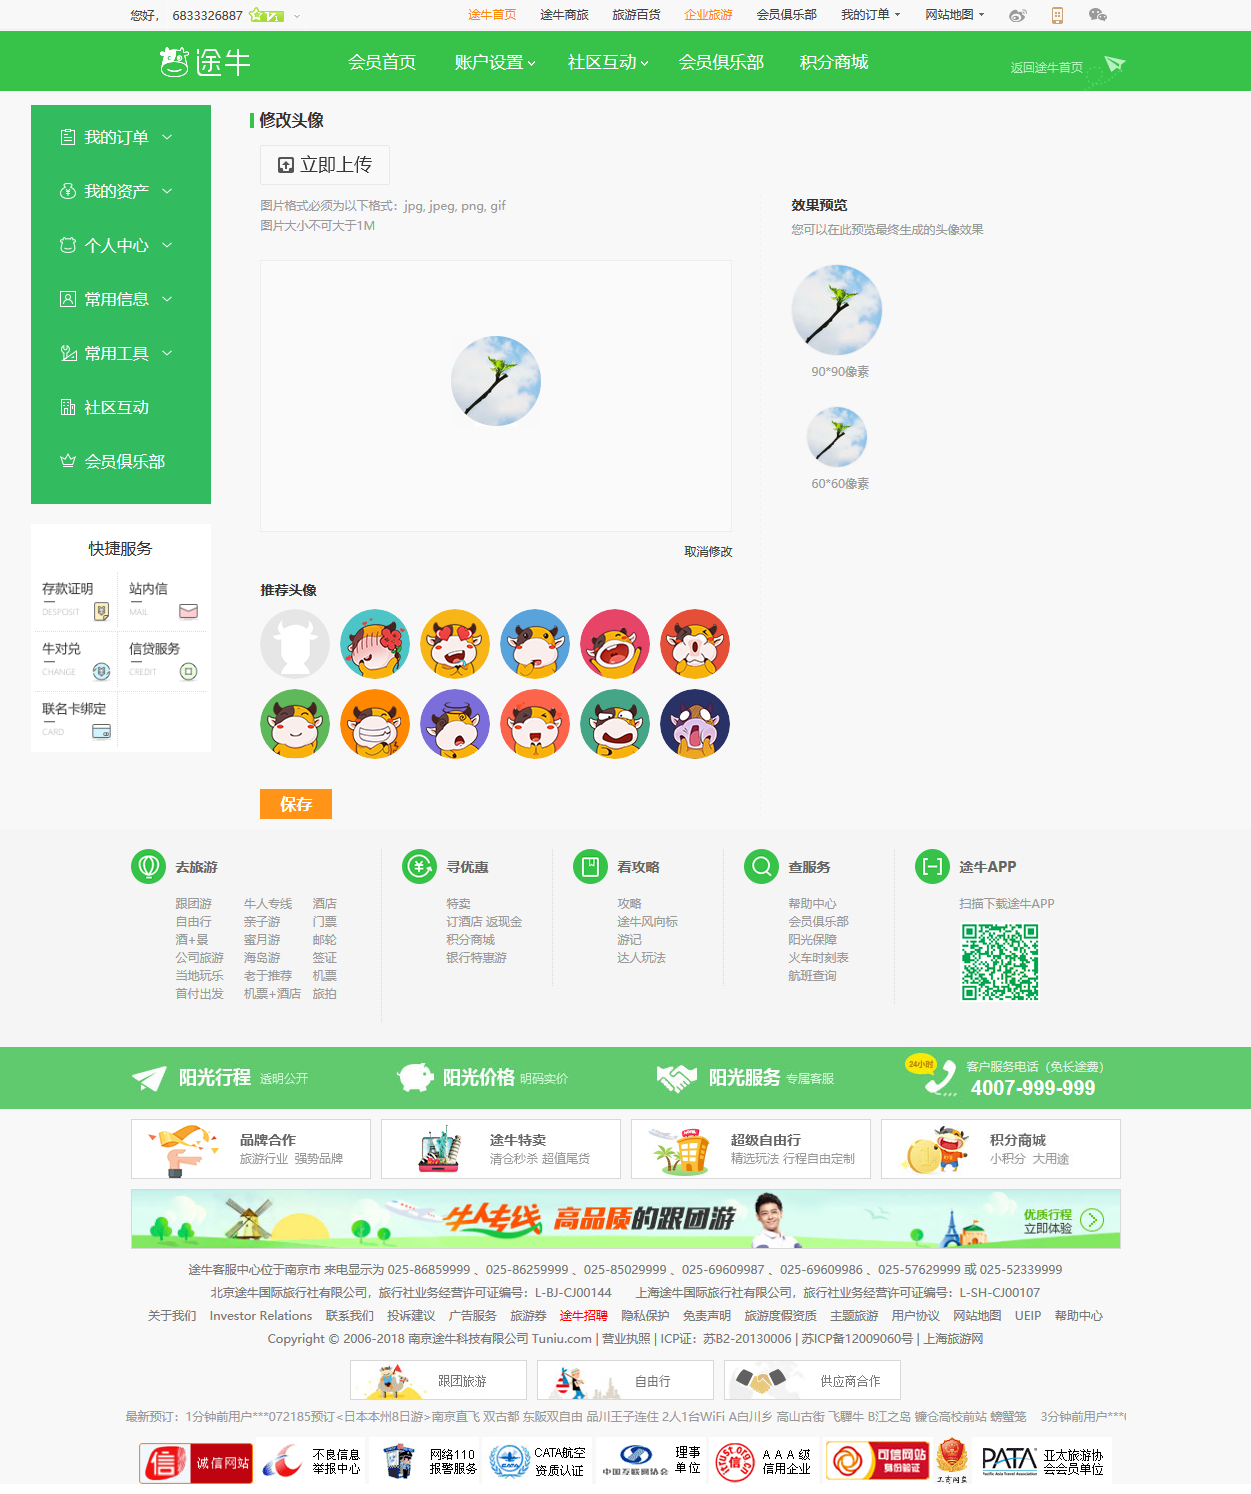 您好， 6833326887 途牛首页 途牛商旅 旅游百货 企业旅游 会员俱乐部 我的订单 网站地图
途牛 会员首页 账户设置 社区互动 会员俱乐部 积分商城 返回途牛首页
我的订单
我的资产
个人中心
常用信息
常用工具
社区互动
会员俱乐部
快捷服务
存款证明 站内信
DESPOSIT MAIL
牛对兑 信贷服务
CHANGE CREDIT
联名卡绑定
CARD
修改头像
立即上传
图片格式必须为以下格式：jpg, jpeg, png, gif
图片大小不可大于1M
取消修改
效果预览
您可以在此预览最终生成的头像效果
90*90像素
60*60像素
推荐头像
保存
去旅游
跟团游 牛人专线 酒店
自由行 亲子游 门票
酒+景 蜜月游 邮轮
公司旅游 海岛游 签证
当地玩乐 老于推荐 机票
首付出发 机票+酒店 旅拍
寻优惠
特卖
订酒店 返现金
积分商城
银行特惠游
看攻略
攻略
途牛风向标
游记
达人玩法
查服务
帮助中心
会员俱乐部
阳光保障
火车时刻表
航班查询
途牛APP
扫描下载途牛APP
阳光行程 透明公开 阳光价格 明码实价 阳光服务 专属客服
24小时 客户服务电话（免长途费）
4007-999-999
品牌合作
旅游行业 强势品牌
途牛特卖
清仓秒杀 超值尾货
超级自由行
精选玩法 行程自由定制
积分商城
小积分 大用途
牛人专线 高品质的跟团游
优质行程
立即体验
途牛客服中心位于南京市 来电显示为 025-86859999 、025-86259999 、025-85029999 、025-69609987 、025-69609986 、025-57629999 或 025-52339999
北京途牛国际旅行社有限公司，旅行社业务经营许可证编号：L-BJ-CJ00144 上海途牛国际旅行社有限公司，旅行社业务经营许可证编号：L-SH-CJ00107
关于我们 Investor Relations 联系我们 投诉建议 广告服务 旅游券 途牛招聘 隐私保护 免责声明 旅游度假资质 主题旅游 用户协议 网站地图 UEIP 帮助中心
Copyright © 2006-2018 南京途牛科技有限公司 Tuniu.com | 营业执照 | ICP证：苏B2-20130006 | 苏ICP备12009060号 | 上海旅游网
跟团旅游 自由行 供应商合作
最新预订：1分钟前用户***072185预订<日本本州8日游>南京直飞 双古都 东阪双自由 品川王子连住 2人1台WiFi A白川乡 高山古街 飞驒牛 B江之岛 镰仓高校前站 螃蟹笼 3分钟前用户***
信 诚信网站
不良信息
举报中心
网络110
报警服务
CATA航空
资质认证
中国互联网协会
理事
单位
AAA级
信用企业
可信网站
身份验证
工商网监
PATA
亚太旅游协
会会员单位